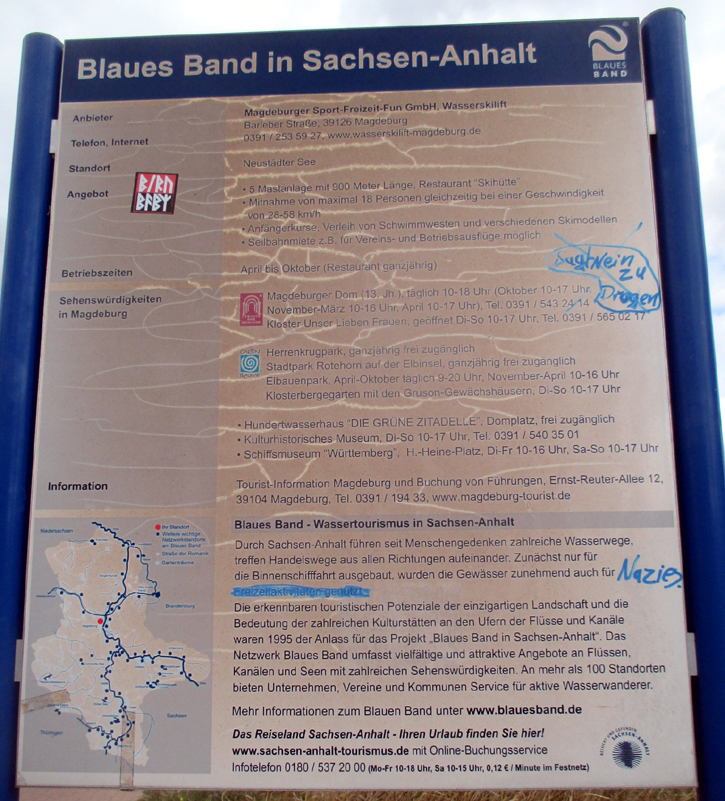 Blaues Band in Sachsen-Anhalt
BLAUES
BAND
Anbieter
Magdeburger Sport-Freizeit-Fun GmbH, Wasserskilift
Barleber Straße, 39126 Magdeburg
Telefon, Internet
0391 / 253 59 27, www.wasserskilift-magdeburg.de
Standort
Neustädter See
Angebot
• 5 Mastanlage mit 900 Meter Länge, Restaurant "Skihütte"
• Mitnahme von maximal 18 Personen gleichzeitig bei einer Geschwindigkeit
von 28-58 km/h
• Anfängerkurse, Verleih von Schwimmwesten und verschiedenen Skimodellen
• Seilbahnmiete z.B. für Vereins- und Betriebsausflüge möglich
Betriebszeiten
April bis Oktober (Restaurant ganzjährig)
Sagt Nein
zu
Drogen
Sehenswürdigkeiten
in Magdeburg
Magdeburger Dom (13. Jh.), täglich 10-18 Uhr (Oktober 10-17 Uhr,
November-März 10-16 Uhr, April 10-17 Uhr), Tel. 0391 / 543 24 14
Kloster Unser Lieben Frauen, geöffnet Di-So 10-17 Uhr, Tel. 0391 / 565 02 17
Herrenkrugpark, ganzjährig frei zugänglich
Stadtpark Rotehorn auf der Elbinsel, ganzjährig frei zugänglich
Elbauenpark, April-Oktober täglich 9-20 Uhr, November-April 10-16 Uhr
Klosterbergegarten mit den Gruson-Gewächshäusern, Di-So 10-17 Uhr
• Hundertwasserhaus "DIE GRÜNE ZITADELLE", Domplatz, frei zugänglich
• Kulturhistorisches Museum, Di-So 10-17 Uhr, Tel. 0391 / 540 35 01
• Schiffsmuseum "Württemberg", H.-Heine-Platz, Di-Fr 10-16 Uhr, Sa-So 10-17 Uhr
Information
Tourist-Information Magdeburg und Buchung von Führungen, Ernst-Reuter-Allee 12,
39104 Magdeburg, Tel. 0391 / 194 33, www.magdeburg-tourist.de
Blaues Band - Wassertourismus in Sachsen-Anhalt
Durch Sachsen-Anhalt führen seit Menschengedenken zahlreiche Wasserwege,
treffen Handelswege aus allen Richtungen aufeinander. Zunächst nur für
die Binnenschifffahrt ausgebaut, wurden die Gewässer zunehmend auch für Nazies.
Freizeitaktivitäten genutzt.
Die erkennbaren touristischen Potenziale der einzigartigen Landschaft und die
Bedeutung der zahlreichen Kulturstätten an den Ufern der Flüsse und Kanäle
waren 1995 der Anlass für das Projekt „Blaues Band in Sachsen-Anhalt". Das
Netzwerk Blaues Band umfasst vielfältige und attraktive Angebote an Flüssen,
Kanälen und Seen mit zahlreichen Sehenswürdigkeiten. An mehr als 100 Standorten
bieten Unternehmen, Vereine und Kommunen Service für aktive Wasserwanderer.
Mehr Informationen zum Blauen Band unter www.blauesband.de
Das Reiseland Sachsen-Anhalt - Ihren Urlaub finden Sie hier!
www.sachsen-anhalt-tourismus.de mit Online-Buchungsservice
Infotelefon 0180 / 537 20 00 (Mo-Fr 10-18 Uhr, Sa 10-15 Uhr, 0,12 € / Minute im Festnetz)
Niedersachsen
Ihr Standort
Weitere wichtige
Netzwerkstandorte
am Blauen Band
Straße der Romanik
Gartenträume
Brandenburg
Sachsen
Thüringen